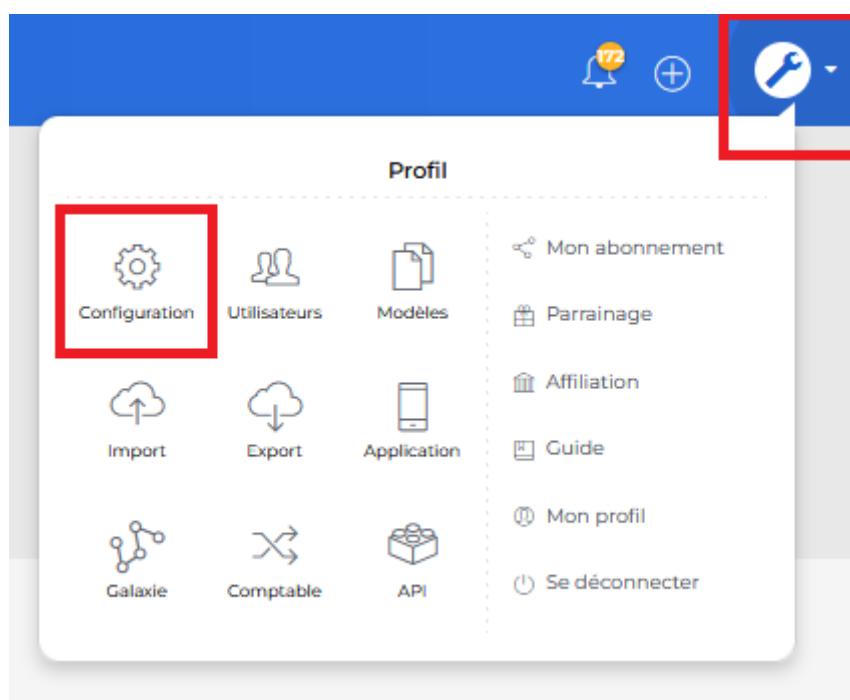 172
Profil
Configuration
Utilisateurs
Modèles
Import
Export
Application
Galaxie
Comptable
API
Mon abonnement
Parrainage
Affiliation
Guide
Mon profil
Se déconnecter